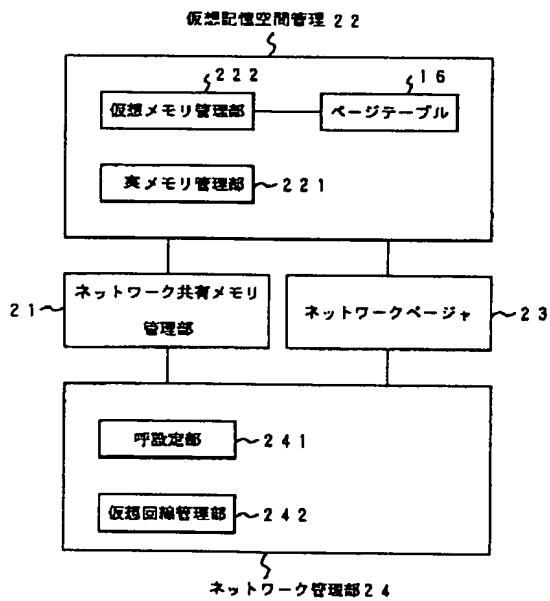 仮想記憶空間管理22
222
16
仮想メモリ管理部
ページテーブル
実メモリ管理部
221
21
ネットワーク共有メモリ
管理部
ネットワークページャ
23
呼設定部
241
仮想回線管理部
242
ネットワーク管理部24